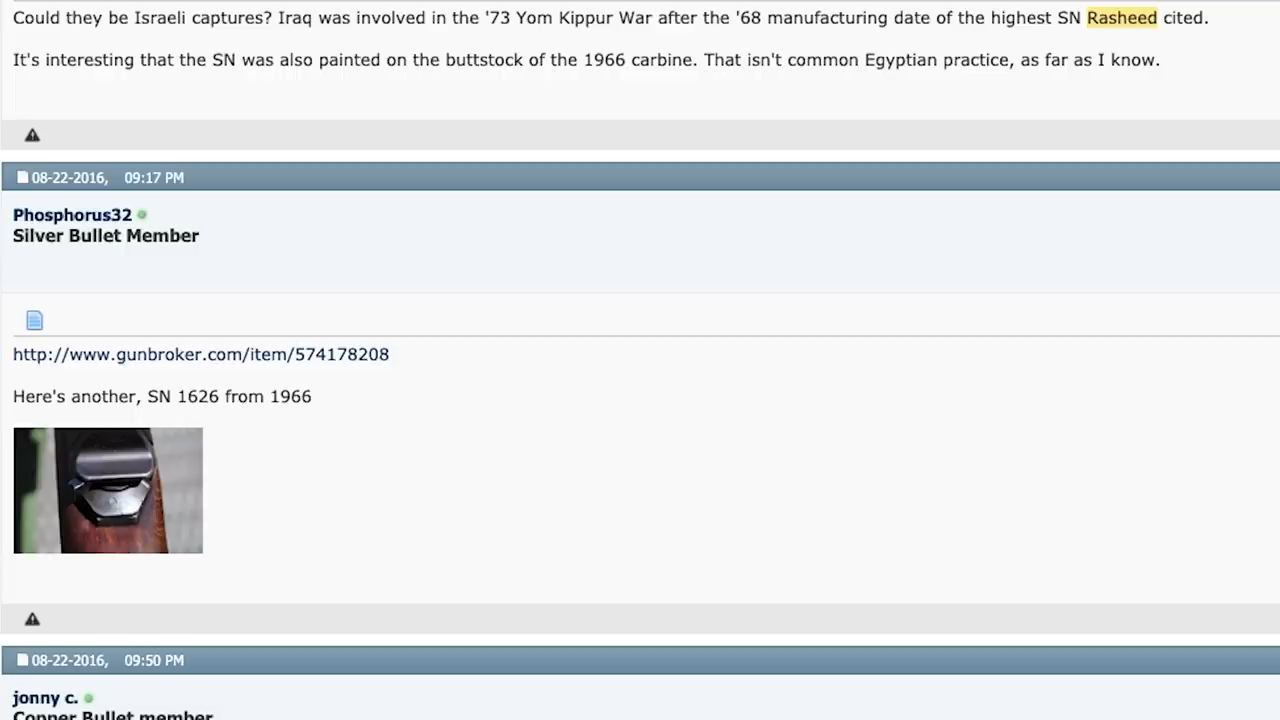 Could they be Israeli captures? Iraq was involved in the '73 Yom Kippur War after the '68 manufacturing date of the highest SN Rasheed cited.
It's interesting that the SN was also painted on the buttstock of the 1966 carbine. That isn't common Egyptian practice, as far as I know.
08-22-2016, 09:17 PM
Phosphorus32
Silver Bullet Member
http://www.gunbroker.com/item/574178208
Here's another, SN 1626 from 1966
08-22-2016, 09:50 PM
jonny c.
Copper Bullet member